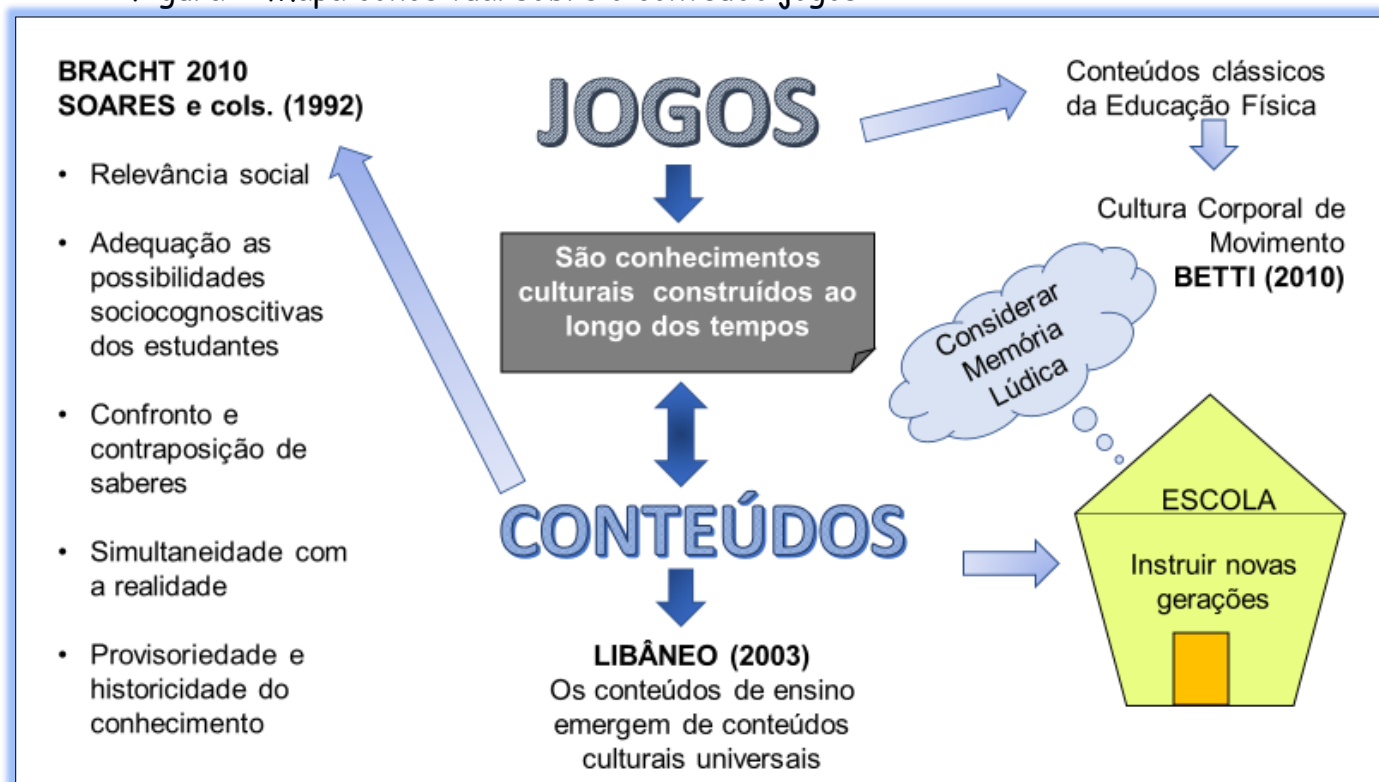 BRACHT 2010
SOARES e cols. (1992)
• Relevância social
• Adequação as
possibilidades
sociocognoscitivas
dos estudantes
• Confronto e
contraposição de
saberes
• Simultaneidade com
a realidade
• Provisoriedade e
historicidade do
conhecimento
JOGOS
São conhecimentos
culturais construídos ao
longo dos tempos
CONTEÚDOS
LIBÂNEO (2003)
Os conteúdos de ensino
emergem de conteúdos
culturais universais
Conteúdos clássicos
da Educação Física
Cultura Corporal de
Movimento
BETTI (2010)
Considerar
Memória
Lúdica
ESCOLA
Instruir novas
gerações